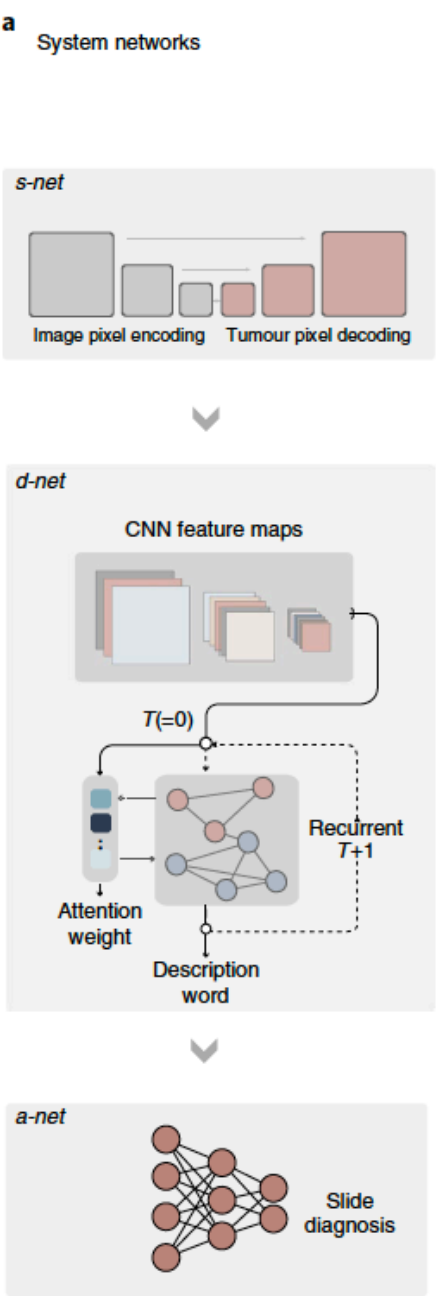 a
System networks
s-net
Image pixel encoding
Tumour pixel decoding
d-net
CNN feature maps
T(=0)
Recurrent
T+1
Attention
weight
Description
word
a-net
Slide
diagnosis